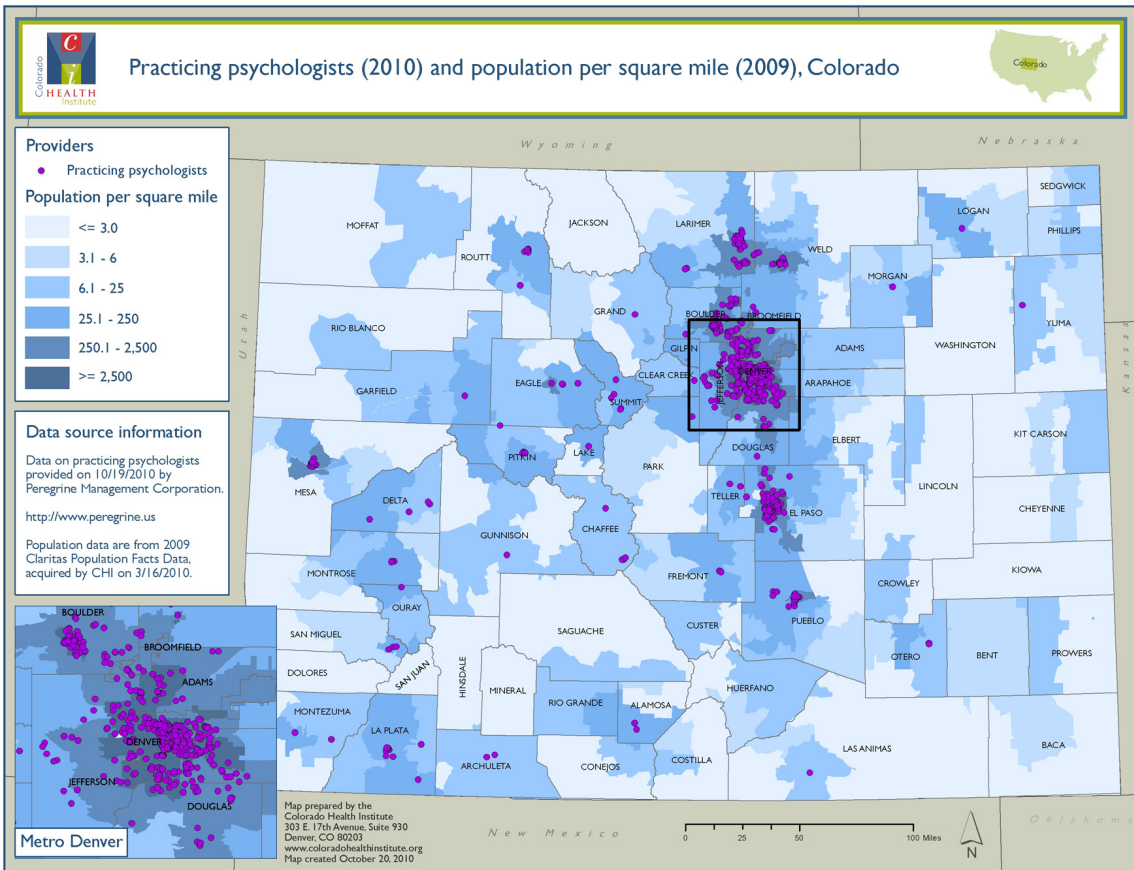 Colorado
c
i
HEALTH
Institute
Practicing psychologists (2010) and population per square mile (2009), Colorado
Colorado
Providers
Practicing psychologists
Population per square mile
<= 3.0
3.1 - 6
6.1 - 25
25.1 - 250
250.1 - 2,500
>= 2,500
Data source information
Data on practicing psychologists
provided on 10/19/2010 by
Peregrine Management Corporation.
http://www.peregrine.us
Population data are from 2009
Claritas Population Facts Data,
acquired by CHI on 3/16/2010.
Wyoming
Nebraska
Utah
Kansas
New Mexico
Oklahoma
MOFFAT
ROUTT
JACKSON
LARIMER
WELD
LOGAN
SEDGWICK
PHILLIPS
MORGAN
GRAND
BOULDER
BROOMFIELD
RIO BLANCO
GILPIN
ADAMS
WASHINGTON
YUMA
GARFIELD
EAGLE
CLEAR CREEK
JEFFERSON
DENVER
ARAPAHOE
SUMMIT
PITKIN
LAKE
PARK
DOUGLAS
ELBERT
KIT CARSON
MESA
DELTA
TELLER
EL PASO
LINCOLN
CHEYENNE
GUNNISON
CHAFFEE
MONTROSE
FREMONT
CROWLEY
KIOWA
OURAY
SAN MIGUEL
SAGUACHE
CUSTER
PUEBLO
OTERO
BENT
PROWERS
DOLORES
SAN JUAN
HINSDALE
MINERAL
RIO GRANDE
ALAMOSA
HUERFANO
MONTEZUMA
LA PLATA
ARCHULETA
CONEJOS
COSTILLA
LAS ANIMAS
BACA
BOULDER
BROOMFIELD
ADAMS
DENVER
JEFFERSON
DOUGLAS
Metro Denver
Map prepared by the
Colorado Health Institute
303 E. 17th Avenue, Suite 930
Denver, CO 80203
www.coloradohealthinstitute.org
Map created October 20, 2010
0 25 50 100 Miles
N